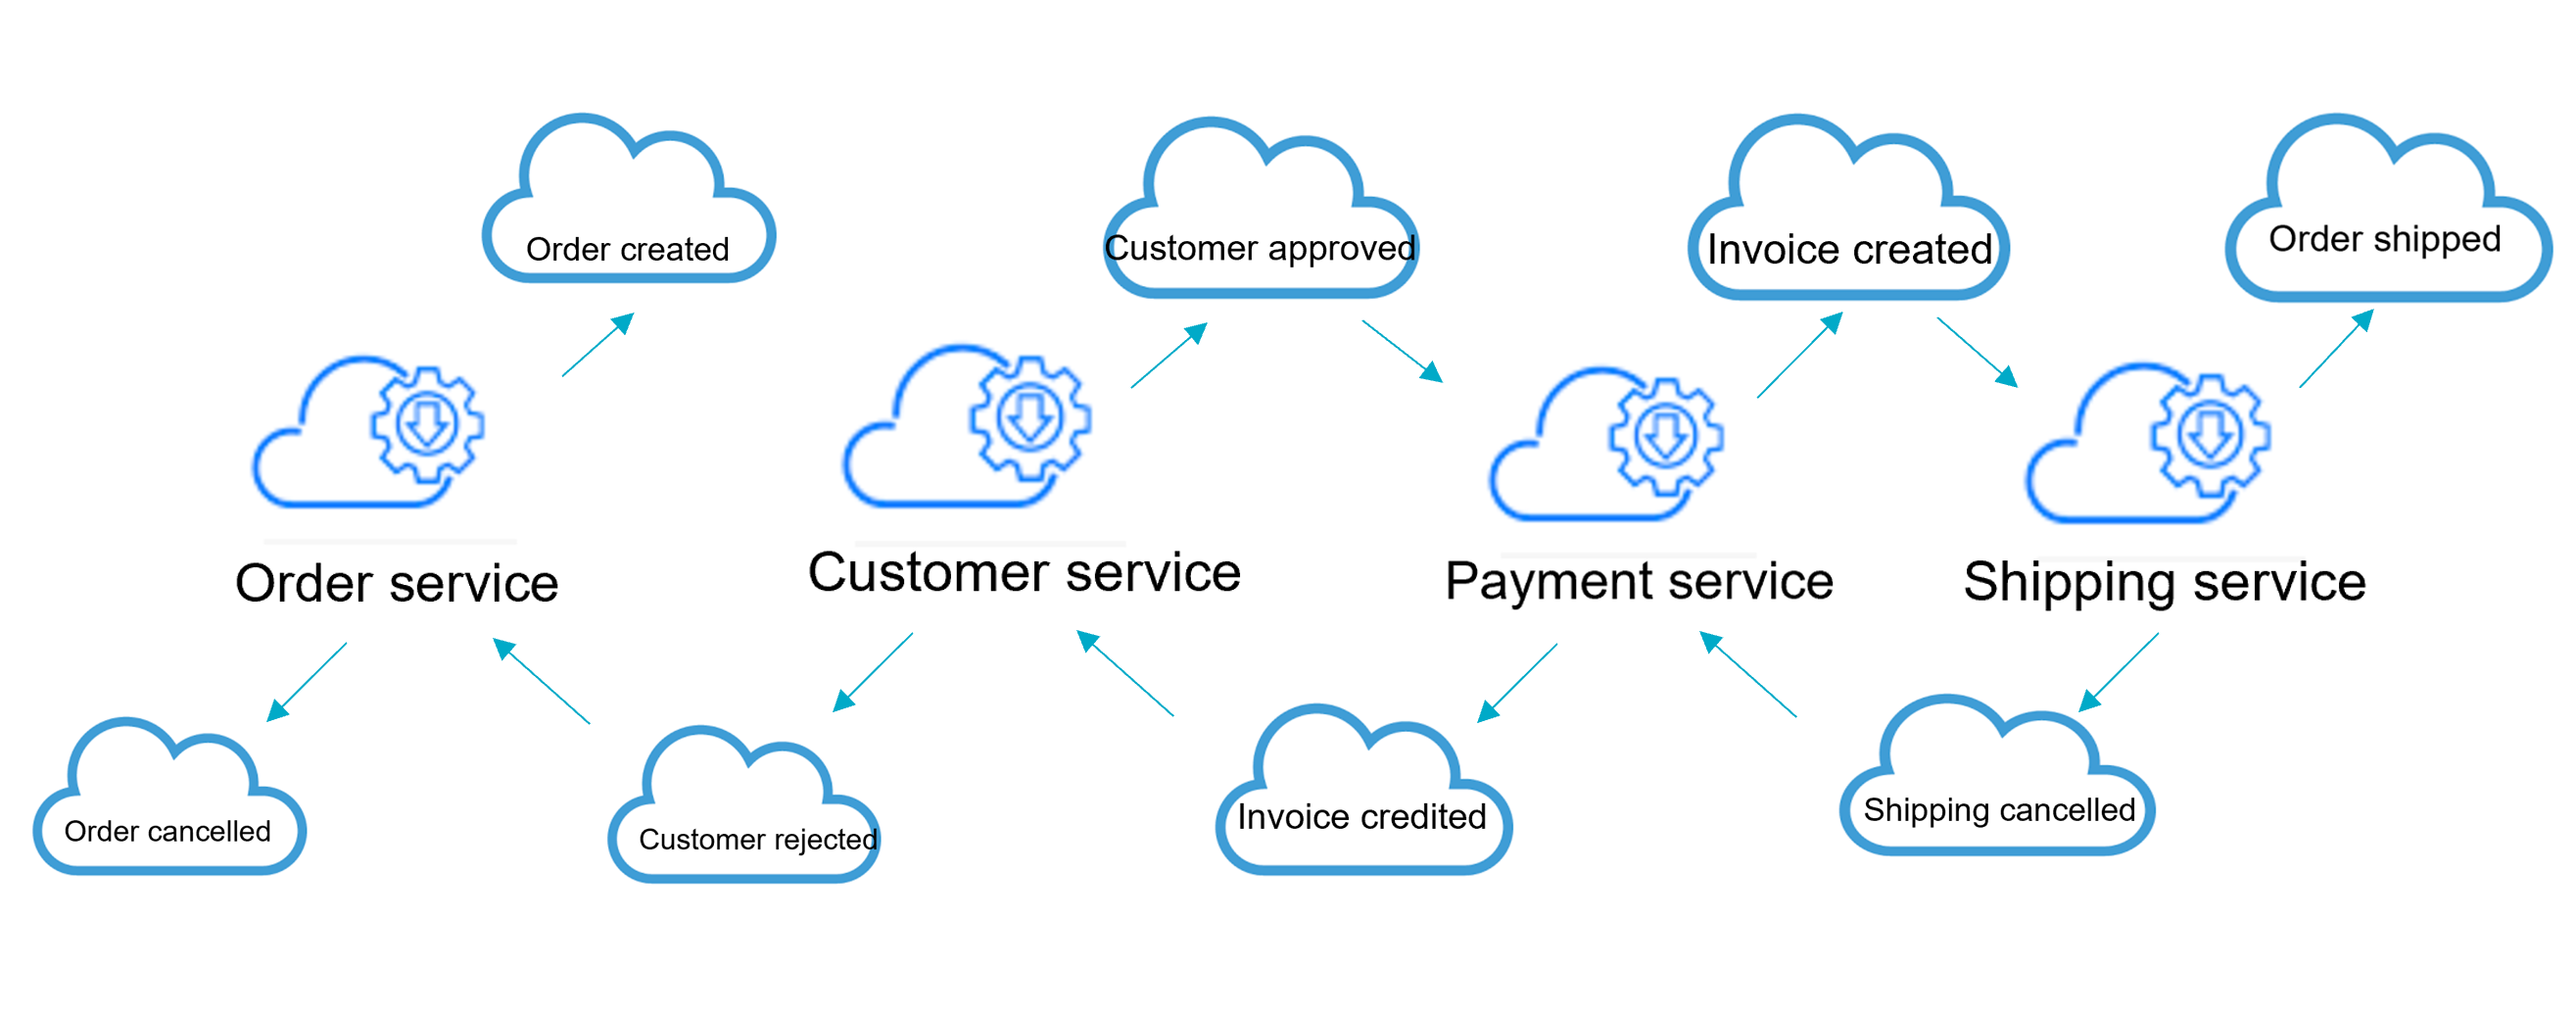 Order created
Customer approved
Invoice created
Order shipped
Order service
Customer service
Payment service
Shipping service
Order cancelled
Customer rejected
Invoice credited
Shipping cancelled